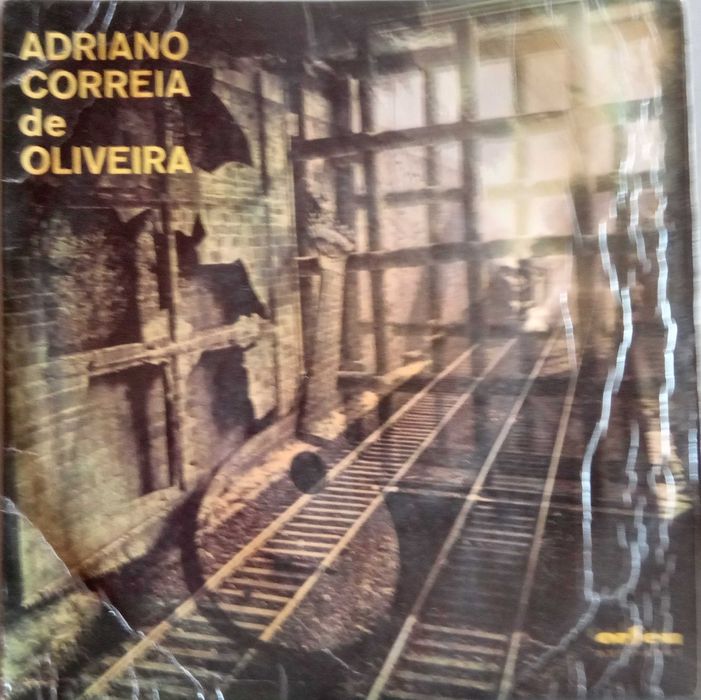 ADRIANO
CORREIA
de
OLIVEIRA
orfeu